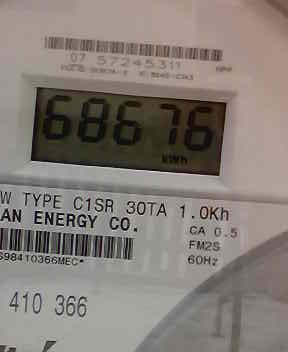 07 57245311
68676
kWh
W TYPE C1SR 30TA 1.0Kh
AN ENERGY CO.
CA 0.5
FM2S
60Hz
S98410366MEC*
410 366